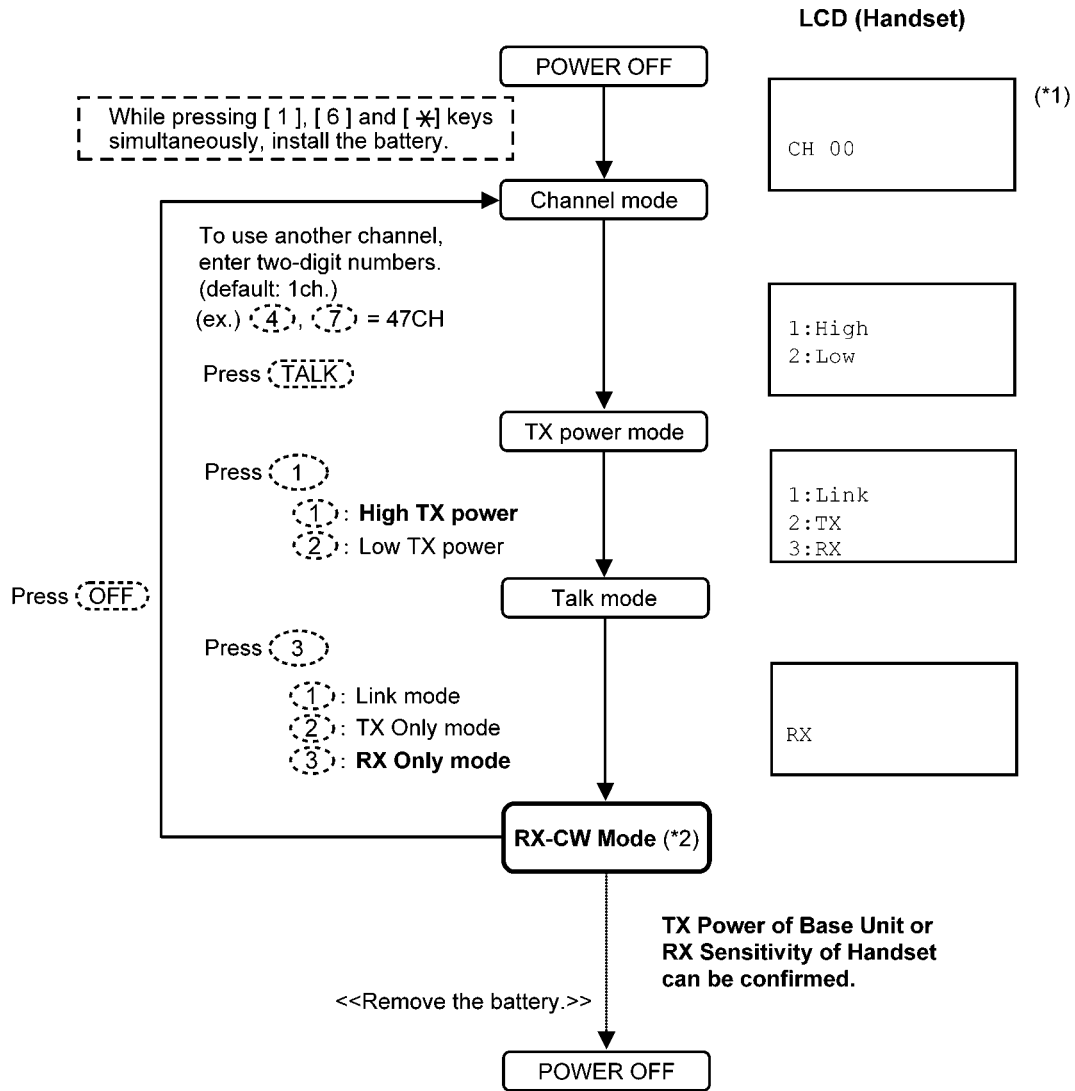 LCD (Handset)
POWER OFF
(*1)
While pressing [ 1 ], [ 6 ] and [ ✳] keys
simultaneously, install the battery.
CH 00
Channel mode
To use another channel,
enter two-digit numbers.
(default: 1ch.)
(ex.) 4, 7 = 47CH
1:High
2:Low
Press TALK
TX power mode
Press 1
1 : High TX power
2 : Low TX power
1:Link
2:TX
3:RX
Press OFF
Talk mode
Press 3
1 : Link mode
2 : TX Only mode
3 : RX Only mode
RX
RX-CW Mode (*2)
TX Power of Base Unit or
RX Sensitivity of Handset
can be confirmed.
<<Remove the battery.>>
POWER OFF